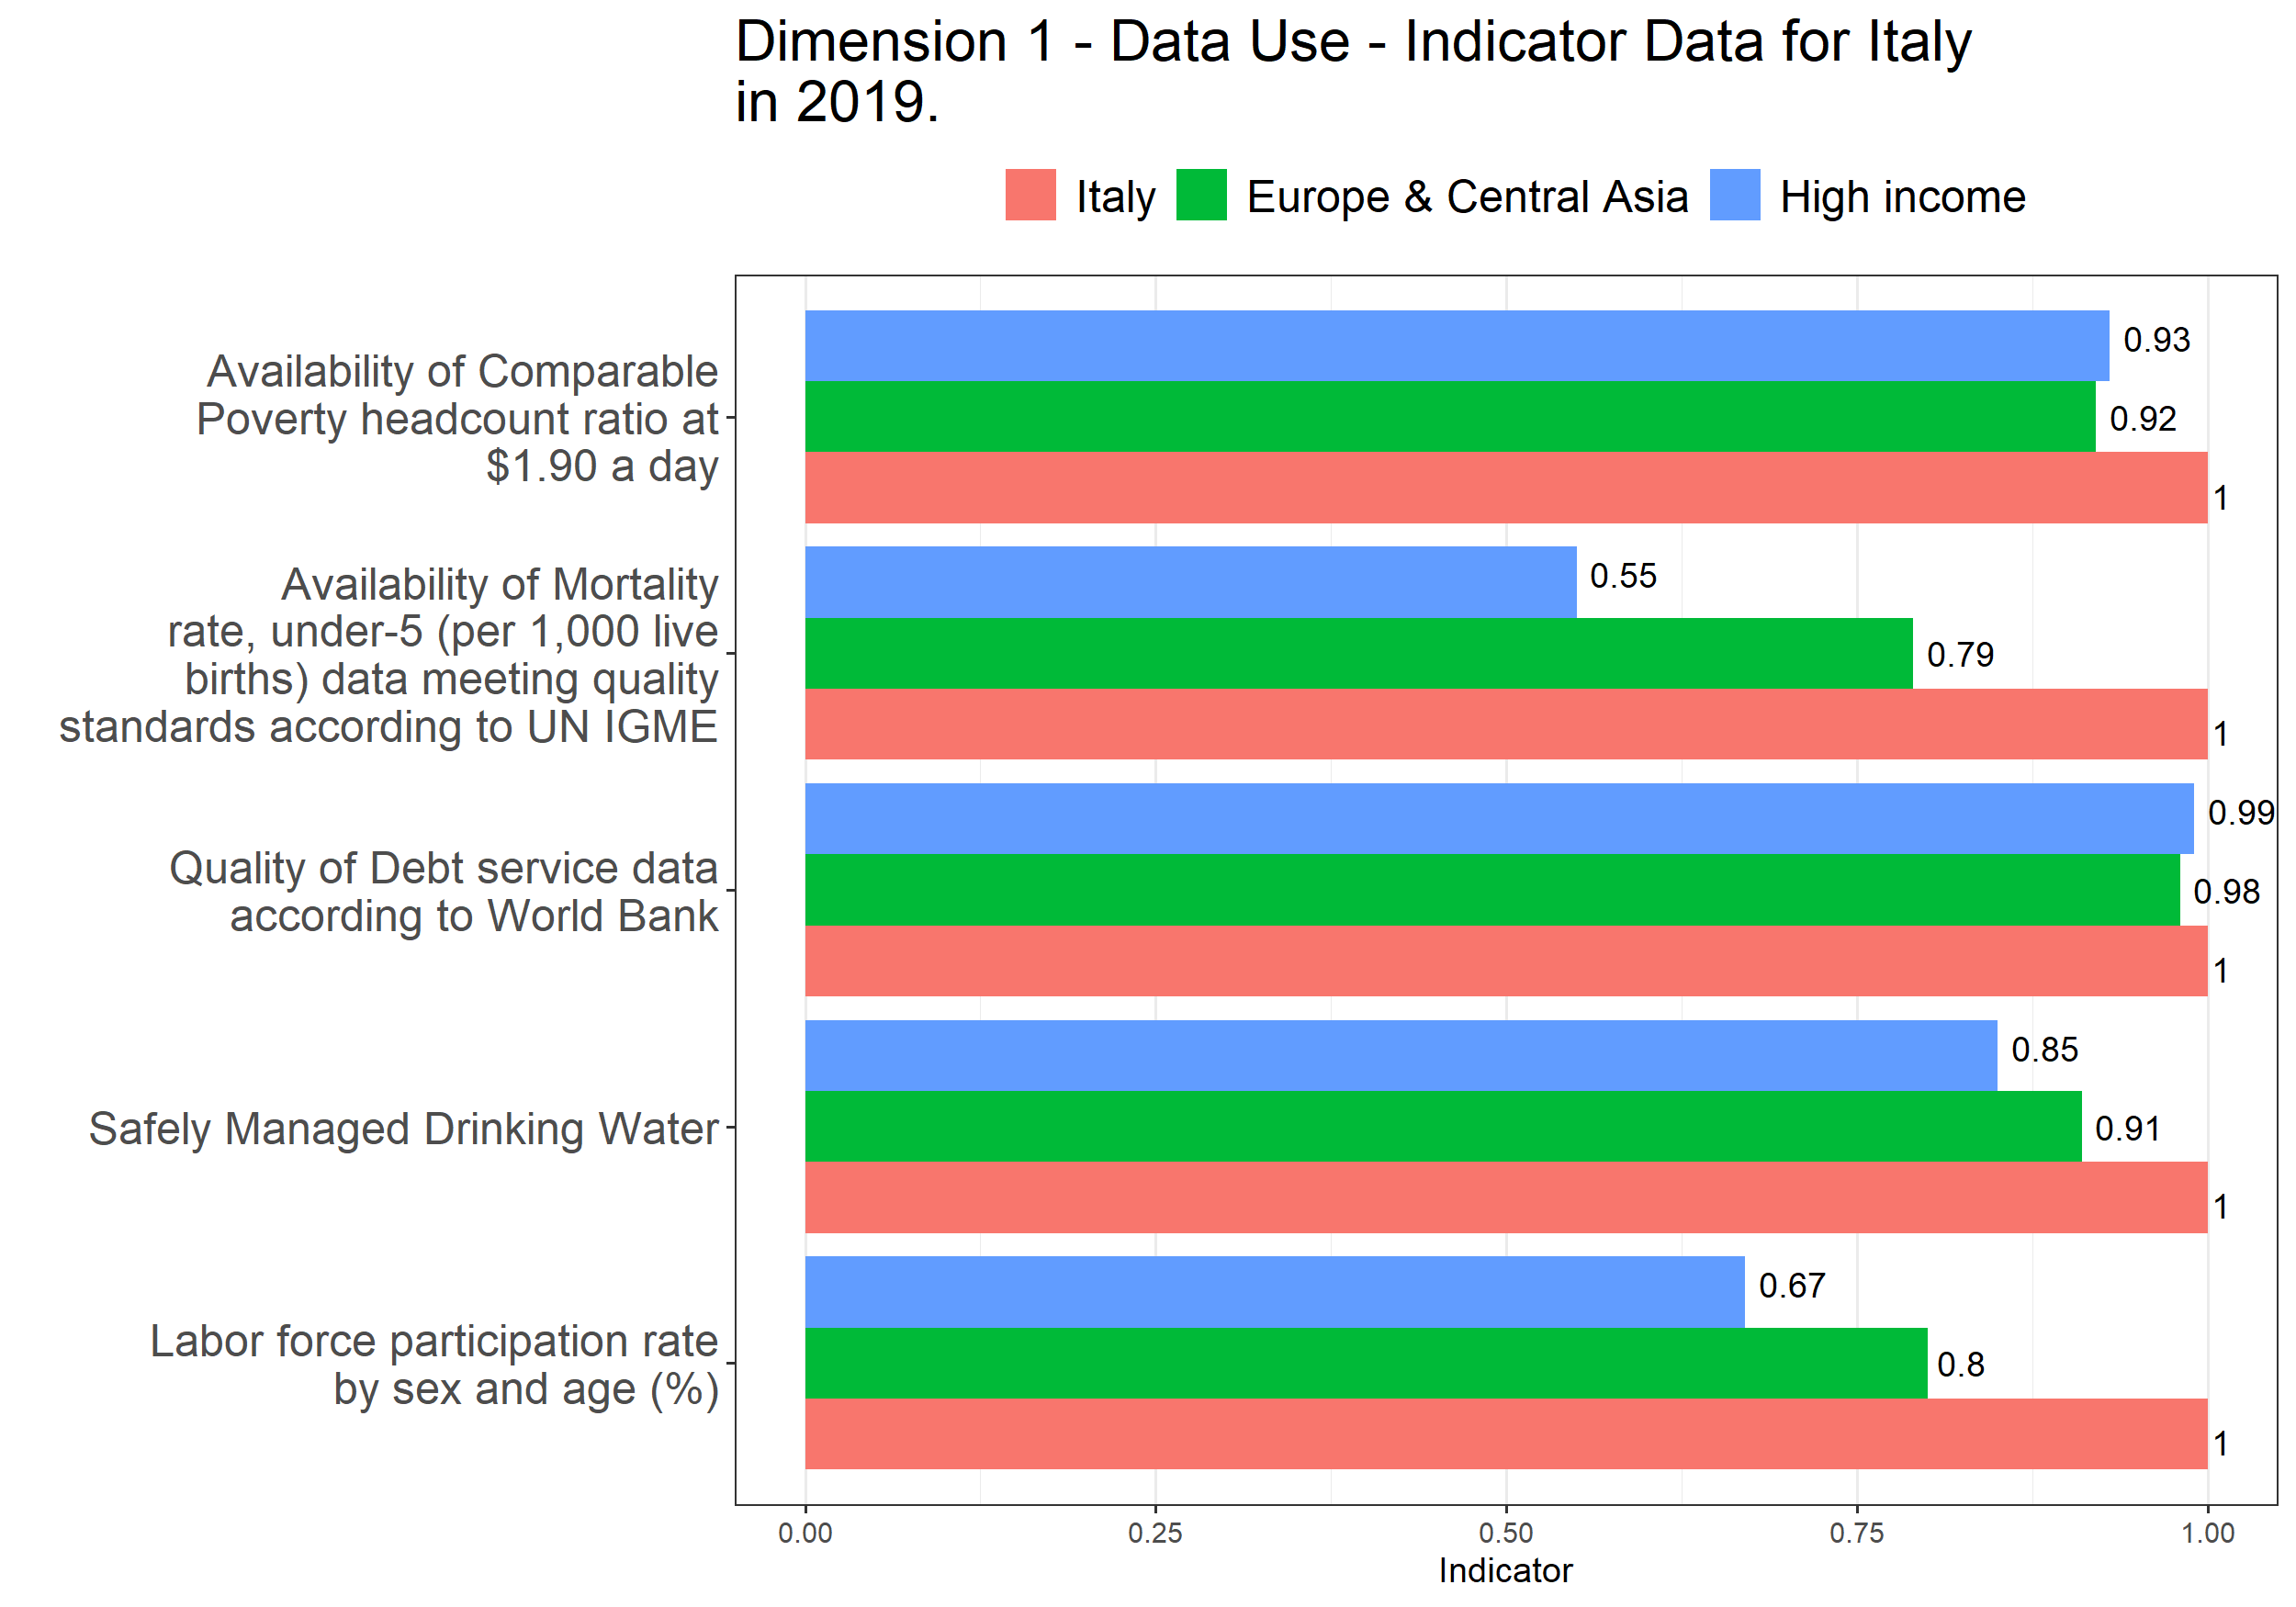 Dimension 1 - Data Use - Indicator Data for Italy
in 2019.
Italy
Europe & Central Asia
High income
Availability of Comparable
Poverty headcount ratio at
$1.90 a day
0.93
0.92
1
Availability of Mortality
rate, under-5 (per 1,000 live
births) data meeting quality
standards according to UN IGME
0.55
0.79
1
Quality of Debt service data
according to World Bank
0.99
0.98
1
Safely Managed Drinking Water
0.85
0.91
1
Labor force participation rate
by sex and age (%)
0.67
0.8
1
0.00
0.25
0.50
0.75
1.00
Indicator